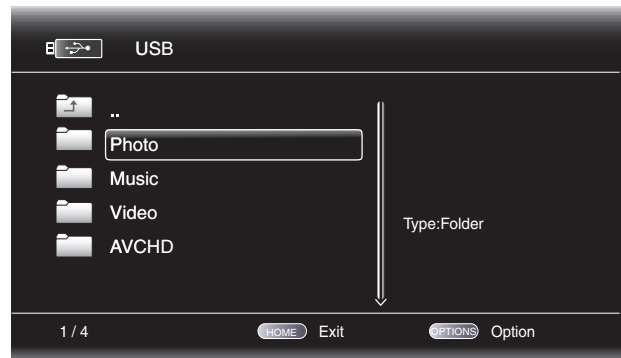 USB
..
Photo
Music
Video
Type:Folder
AVCHD
1 / 4 HOME Exit OPTIONS Option